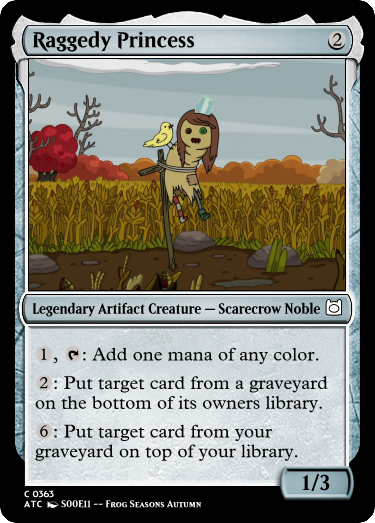 Raggedy Princess 2
Legendary Artifact Creature — Scarecrow Noble
1, : Add one mana of any color.
2: Put target card from a graveyard
on the bottom of its owners library.
6: Put target card from your
graveyard on top of your library.
1/3
C 0363
ATC S00E11 -- Frog Seasons Autumn